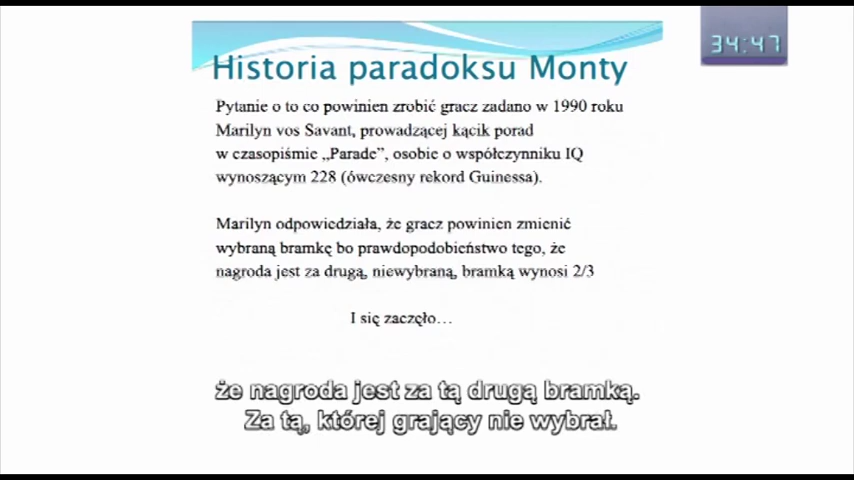 34:47
Historia paradoksu Monty
Pytanie o to co powinien zrobić gracz zadano w 1990 roku
Marilyn vos Savant, prowadzącej kącik porad
w czasopiśmie „Parade”, osobie o współczynniku IQ
wynoszącym 228 (ówczesny rekord Guinessa).
Marilyn odpowiedziała, że gracz powinien zmienić
wybraną bramkę bo prawdopodobieństwo tego, że
nagroda jest za drugą, niewybraną, bramką wynosi 2/3
I się zaczęło…
że nagroda jest za tą drugą bramką.
Za tą, której grający nie wybrał.